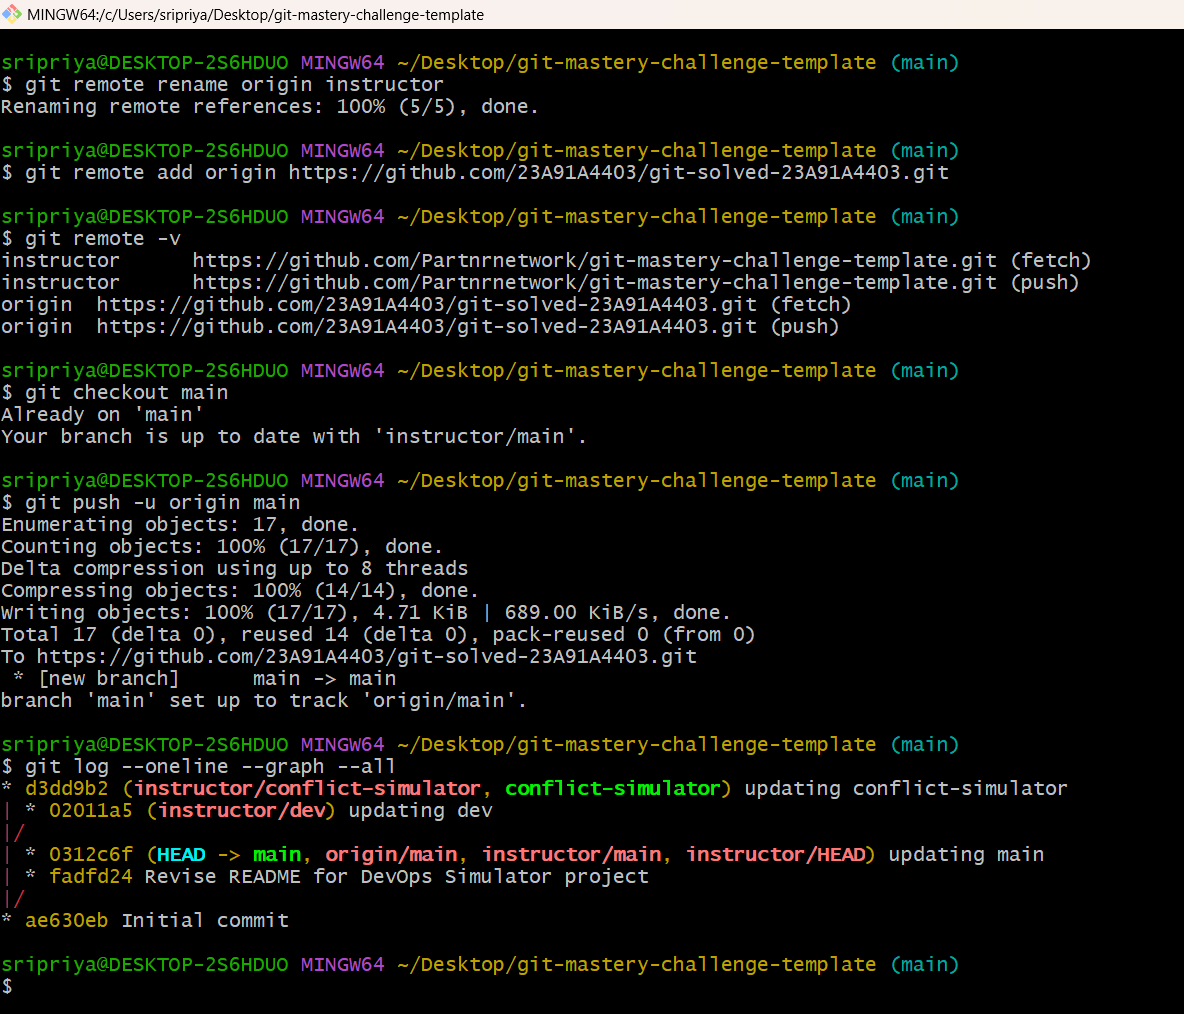 MINGW64:/c/Users/sripriya/Desktop/git-mastery-challenge-template
sripriya@DESKTOP-2S6HDUO MINGW64 ~/Desktop/git-mastery-challenge-template (main)
$ git remote rename origin instructor
Renaming remote references: 100% (5/5), done.
sripriya@DESKTOP-2S6HDUO MINGW64 ~/Desktop/git-mastery-challenge-template (main)
$ git remote add origin https://github.com/23A91A4403/git-solved-23A91A4403.git
sripriya@DESKTOP-2S6HDUO MINGW64 ~/Desktop/git-mastery-challenge-template (main)
$ git remote -v
instructor      https://github.com/Partnrnetwork/git-mastery-challenge-template.git (fetch)
instructor      https://github.com/Partnrnetwork/git-mastery-challenge-template.git (push)
origin  https://github.com/23A91A4403/git-solved-23A91A4403.git (fetch)
origin  https://github.com/23A91A4403/git-solved-23A91A4403.git (push)
sripriya@DESKTOP-2S6HDUO MINGW64 ~/Desktop/git-mastery-challenge-template (main)
$ git checkout main
Already on 'main'
Your branch is up to date with 'instructor/main'.
sripriya@DESKTOP-2S6HDUO MINGW64 ~/Desktop/git-mastery-challenge-template (main)
$ git push -u origin main
Enumerating objects: 17, done.
Counting objects: 100% (17/17), done.
Delta compression using up to 8 threads
Compressing objects: 100% (14/14), done.
Writing objects: 100% (17/17), 4.71 KiB | 689.00 KiB/s, done.
Total 17 (delta 0), reused 14 (delta 0), pack-reused 0 (from 0)
To https://github.com/23A91A4403/git-solved-23A91A4403.git
 * [new branch]      main -> main
branch 'main' set up to track 'origin/main'.
sripriya@DESKTOP-2S6HDUO MINGW64 ~/Desktop/git-mastery-challenge-template (main)
$ git log --oneline --graph --all
* d3dd9b2 (instructor/conflict-simulator, conflict-simulator) updating conflict-simulator
| * 02011a5 (instructor/dev) updating dev
|/
| * 0312c6f (HEAD -> main, origin/main, instructor/main, instructor/HEAD) updating main
| * fadfd24 Revise README for DevOps Simulator project
|/
* ae630eb Initial commit
sripriya@DESKTOP-2S6HDUO MINGW64 ~/Desktop/git-mastery-challenge-template (main)
$